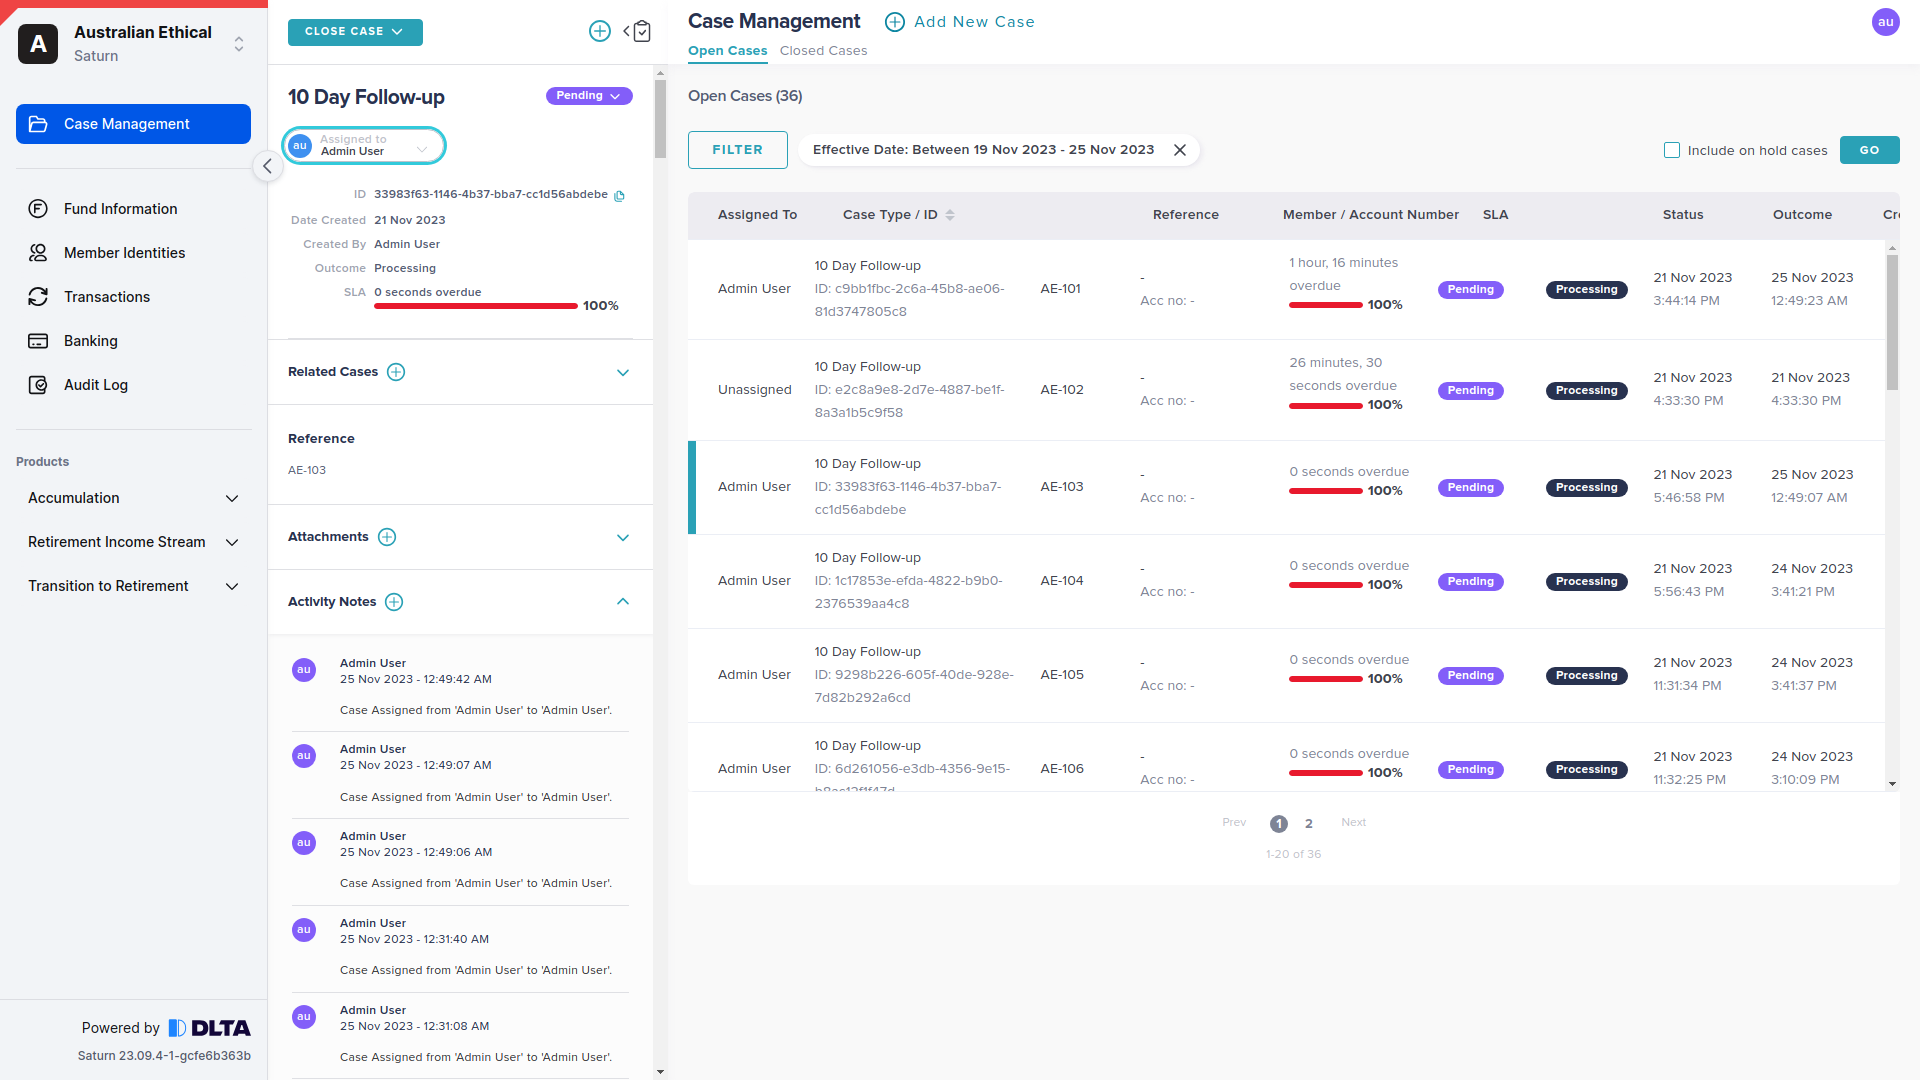 A
Australian Ethical
Saturn
Case Management
Fund Information
Member Identities
Transactions
Banking
Audit Log
Products
Accumulation
Retirement Income Stream
Transition to Retirement
Powered by DLTA
Saturn 23.09.4-1-gcfe6b363b
CLOSE CASE
10 Day Follow-up
Pending
au
Assigned to
Admin User
ID 33983f63-1146-4b37-bba7-cc1d56abdebe
Date Created 21 Nov 2023
Created By Admin User
Outcome Processing
SLA 0 seconds overdue
100%
Related Cases
Reference
AE-103
Attachments
Activity Notes
au
Admin User
25 Nov 2023 - 12:49:42 AM
Case Assigned from 'Admin User' to 'Admin User'.
au
Admin User
25 Nov 2023 - 12:49:07 AM
Case Assigned from 'Admin User' to 'Admin User'.
au
Admin User
25 Nov 2023 - 12:49:06 AM
Case Assigned from 'Admin User' to 'Admin User'.
au
Admin User
25 Nov 2023 - 12:31:40 AM
Case Assigned from 'Admin User' to 'Admin User'.
au
Admin User
25 Nov 2023 - 12:31:08 AM
Case Assigned from 'Admin User' to 'Admin User'.
Case Management
Add New Case
au
Open Cases Closed Cases
Open Cases (36)
FILTER
Effective Date: Between 19 Nov 2023 - 25 Nov 2023
Include on hold cases
GO
Assigned To Case Type / ID Reference Member / Account Number SLA Status Outcome Cr
Admin User
10 Day Follow-up
ID: c9bb1fbc-2c6a-45b8-ae06-
81d3747805c8
AE-101
-
Acc no: -
1 hour, 16 minutes
overdue
100%
Pending
Processing
21 Nov 2023
3:44:14 PM
25 Nov 2023
12:49:23 AM
Unassigned
10 Day Follow-up
ID: e2c8a9e8-2d7e-4887-be1f-
8a3a1b5c9f58
AE-102
-
Acc no: -
26 minutes, 30
seconds overdue
100%
Pending
Processing
21 Nov 2023
4:33:30 PM
21 Nov 2023
4:33:30 PM
Admin User
10 Day Follow-up
ID: 33983f63-1146-4b37-bba7-
cc1d56abdebe
AE-103
-
Acc no: -
0 seconds overdue
100%
Pending
Processing
21 Nov 2023
5:46:58 PM
25 Nov 2023
12:49:07 AM
Admin User
10 Day Follow-up
ID: 1c17853e-efda-4822-b9b0-
2376539aa4c8
AE-104
-
Acc no: -
0 seconds overdue
100%
Pending
Processing
21 Nov 2023
5:56:43 PM
24 Nov 2023
3:41:21 PM
Admin User
10 Day Follow-up
ID: 9298b226-605f-40de-928e-
7d82b292a6cd
AE-105
-
Acc no: -
0 seconds overdue
100%
Pending
Processing
21 Nov 2023
11:31:34 PM
24 Nov 2023
3:41:37 PM
Admin User
10 Day Follow-up
ID: 6d261056-e3db-4356-9e15-
AE-106
-
Acc no: -
0 seconds overdue
100%
Pending
Processing
21 Nov 2023
11:32:25 PM
24 Nov 2023
3:10:09 PM
Prev 1 2 Next
1-20 of 36